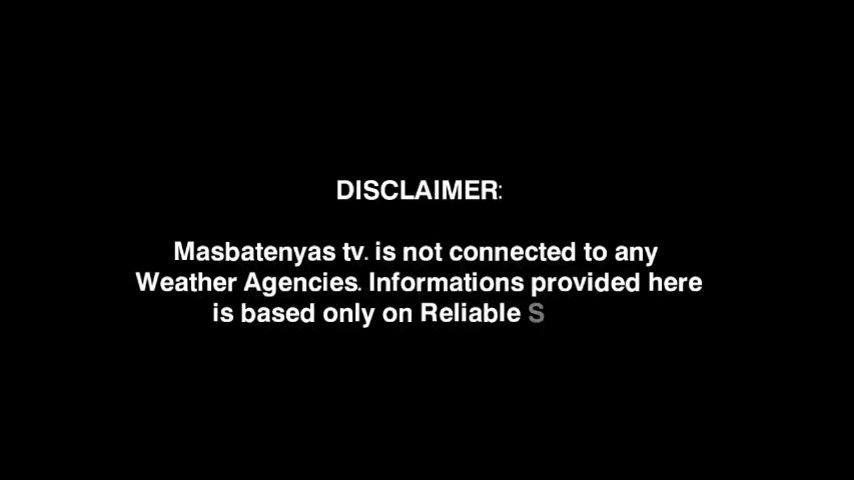 DISCLAIMER:
Masbatenyas tv. is not connected to any
Weather Agencies. Informations provided here
is based only on Reliable S